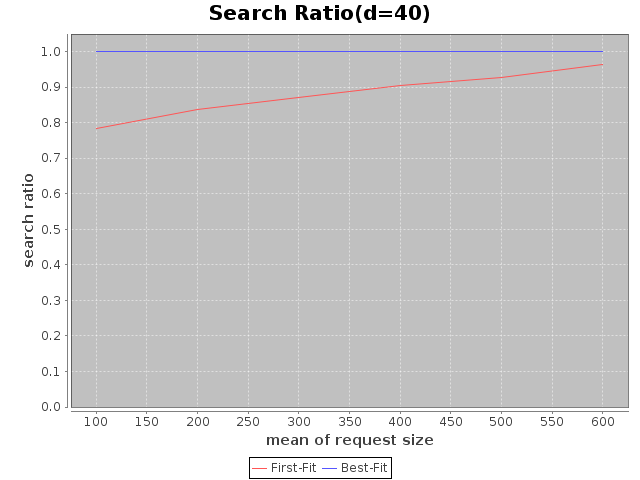 Search Ratio(d=40)
search ratio
1.0
0.9
0.8
0.7
0.6
0.5
0.4
0.3
0.2
0.1
0.0
100 150 200 250 300 350 400 450 500 550 600
mean of request size
First-Fit Best-Fit